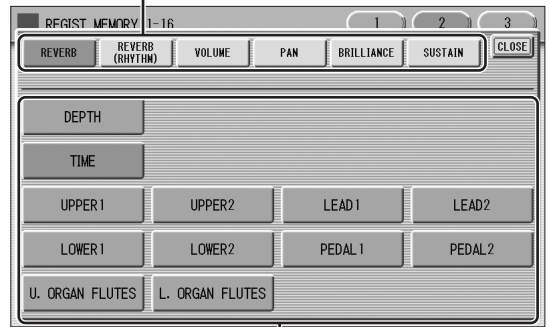 REGIST MEMORY 1-16 1 2 3
REVERB REVERB (RHYTHM) VOLUME PAN BRILLIANCE SUSTAIN CLOSE
DEPTH
TIME
UPPER1 UPPER2 LEAD1 LEAD2
LOWER1 LOWER2 PEDAL1 PEDAL2
U. ORGAN FLUTES L. ORGAN FLUTES